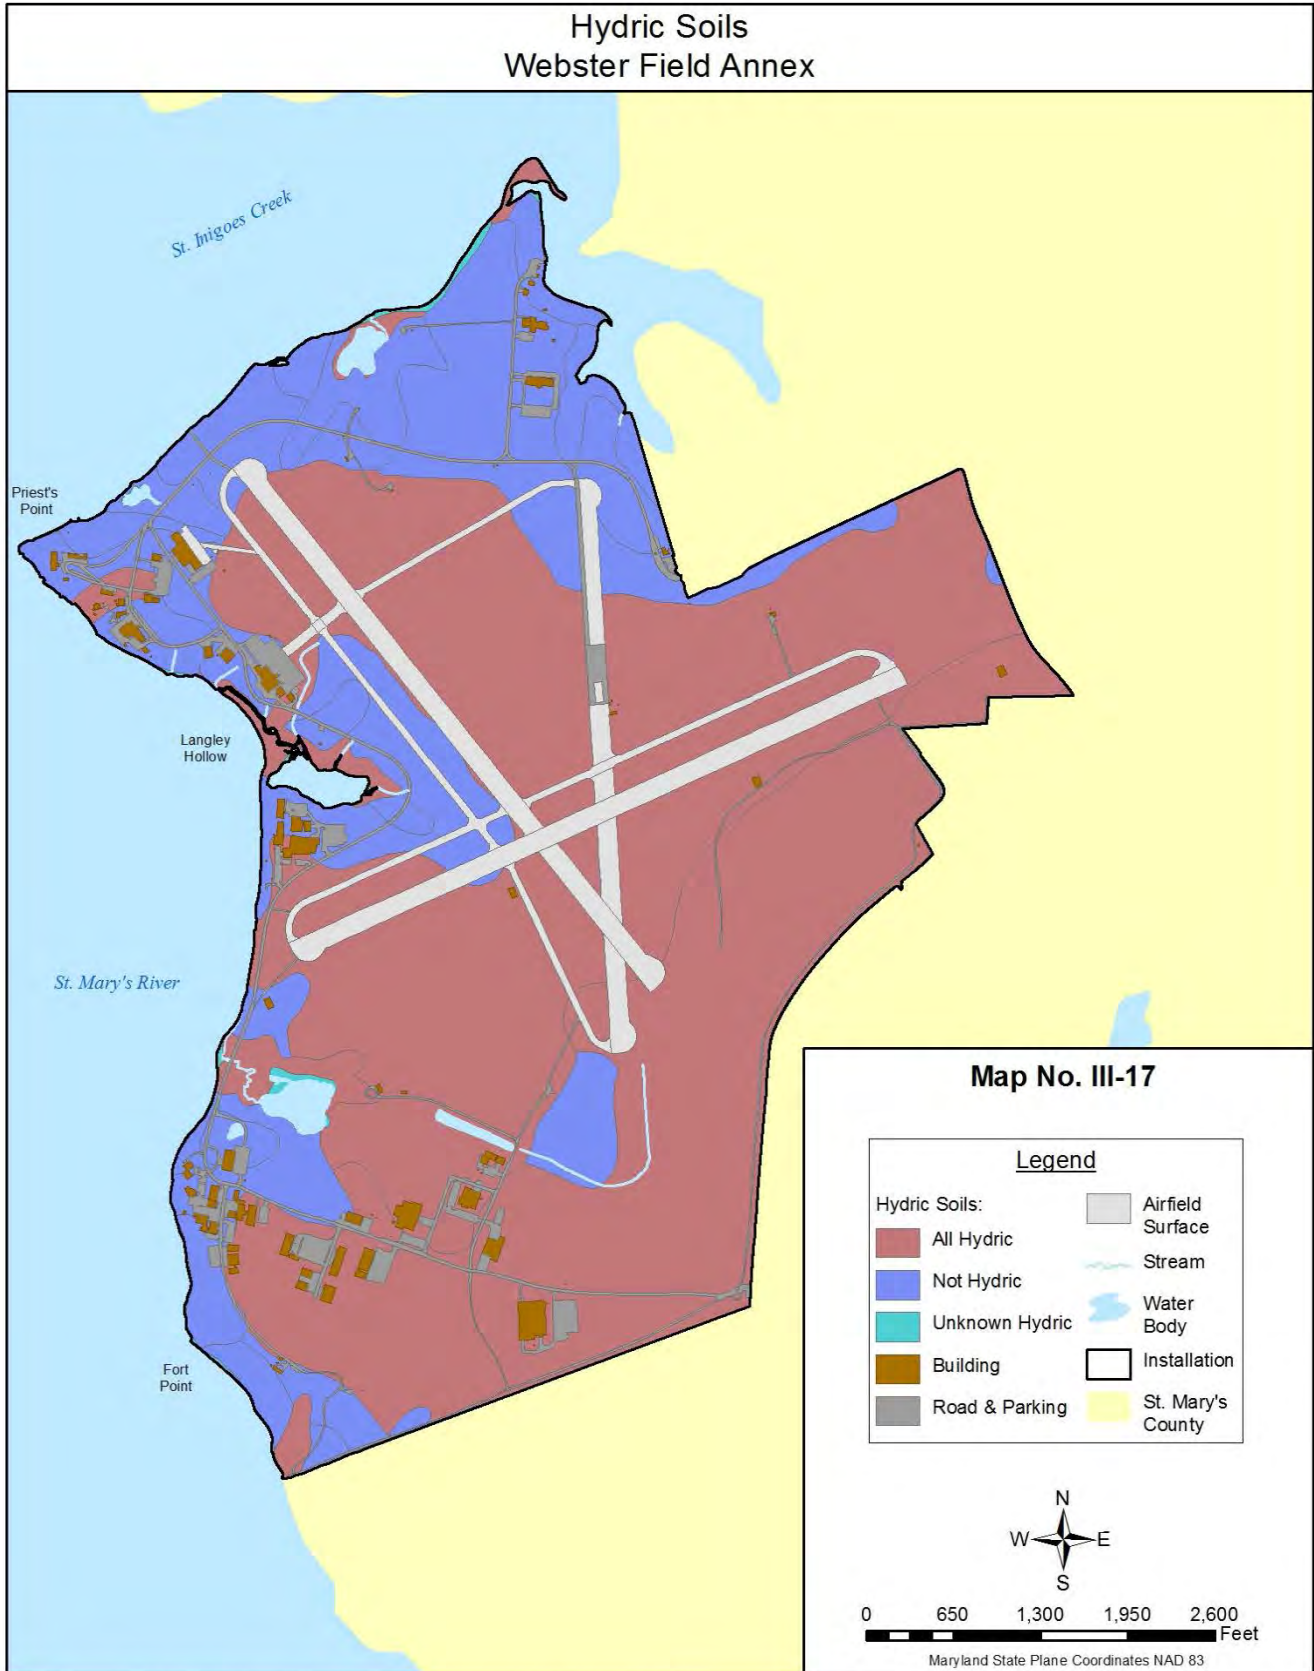 Hydric Soils
Webster Field Annex
St. Inigoes Creek
Priest's
Point
Langley
Hollow
St. Mary's River
Fort
Point
Map No. III-17
Legend
Hydric Soils:
All Hydric
Not Hydric
Unknown Hydric
Building
Road & Parking
Airfield
Surface
Stream
Water
Body
Installation
St. Mary's
County
N
W E
S
0 650 1,300 1,950 2,600
Feet
Maryland State Plane Coordinates NAD 83